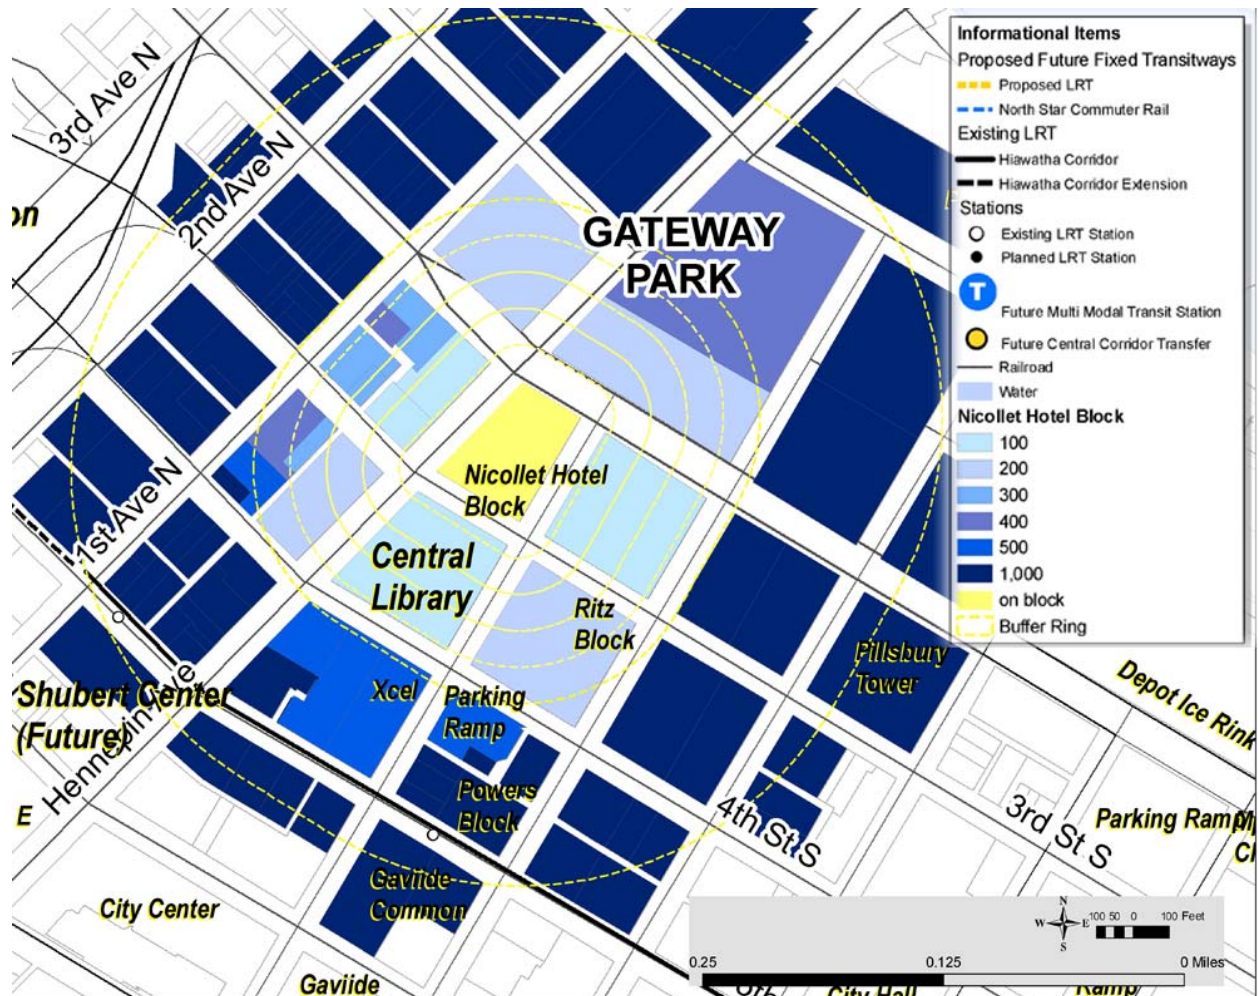 3rd Ave N
2nd Ave N
on
1st Ave N
GATEWAY
PARK
Nicollet Hotel
Block
Central
Library
Ritz
Block
Xcel
Parking
Ramp
Pillsbury
Tower
Shubert Center
(Future)
Hennepin Ave
E
Powers
Block
Gaviide
Common
City Center
Gaviide
4th St S
3rd St S
Depot Ice Rink
Parking Ramp
City Hall
Ramp
Informational Items
Proposed Future Fixed Transitways
Proposed LRT
North Star Commuter Rail
Existing LRT
Hiawatha Corridor
Hiawatha Corridor Extension
Stations
Existing LRT Station
Planned LRT Station
T
Future Multi Modal Transit Station
Future Central Corridor Transfer
Railroad
Water
Nicollet Hotel Block
100
200
300
400
500
1,000
on block
Buffer Ring
N
W E
S
100 50 0 100 Feet
0.25 0.125 0 Miles